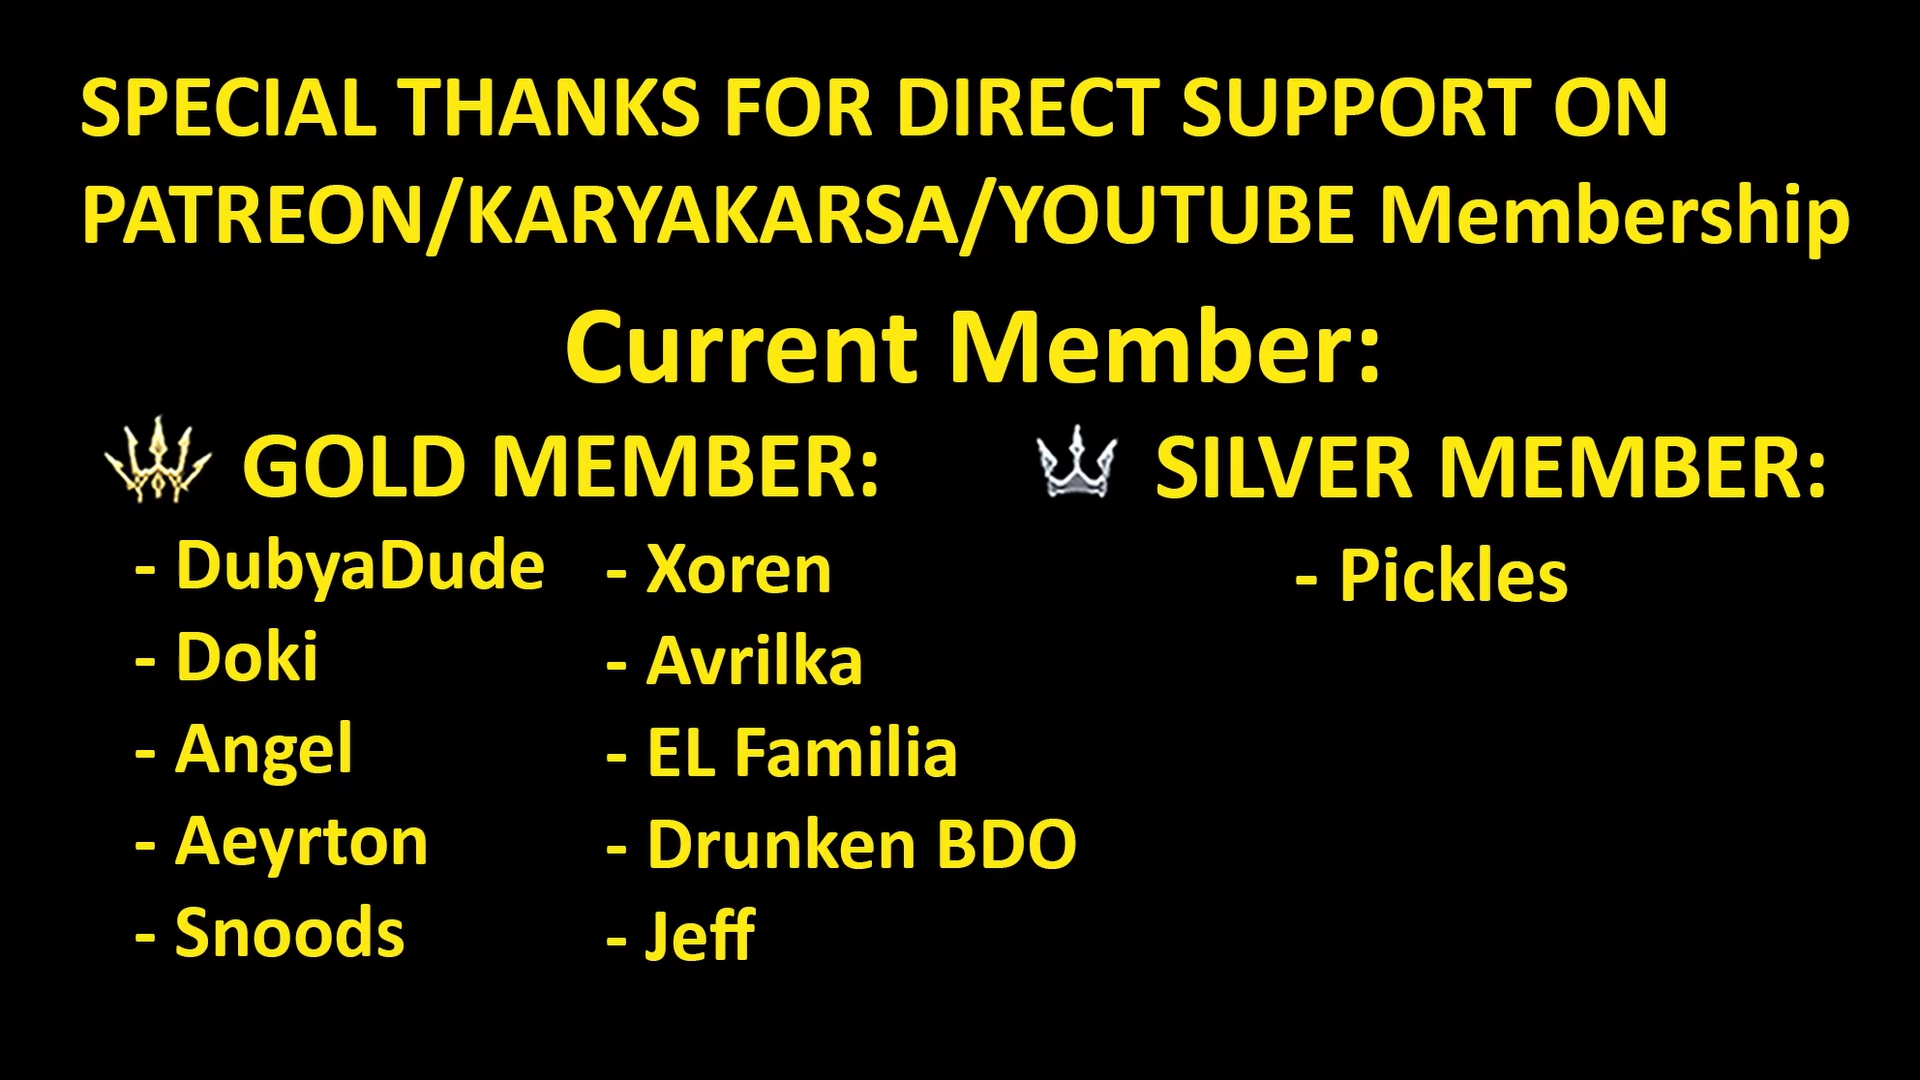 SPECIAL THANKS FOR DIRECT SUPPORT ON
PATREON/KARYAKARSA/YOUTUBE Membership
Current Member:
GOLD MEMBER:
- DubyaDude
- Doki
- Angel
- Aeyrton
- Snoods
- Xoren
- Avrilka
- EL Familia
- Drunken BDO
- Jeff
SILVER MEMBER:
- Pickles